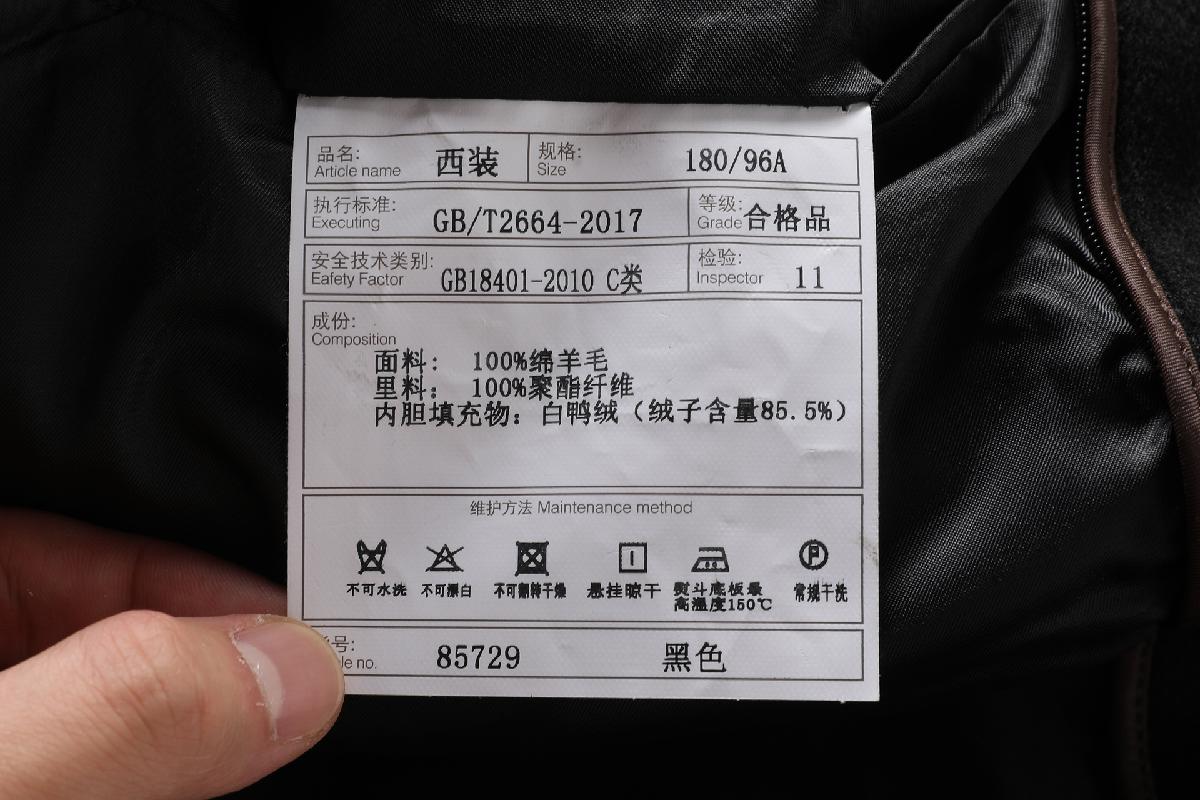 品名: 西装 规格: 180/96A
Article name Size
执行标准: GB/T2664-2017 等级: 合格品
Executing Grade
安全技术类别: GB18401-2010 C类 检验: 11
Eafety Factor Inspector
成份:
Composition
面料: 100%绵羊毛
里料: 100%聚酯纤维
内胆填充物: 白鸭绒（绒子含量85.5%）
维护方法 Maintenance method
不可水洗 不可漂白 不可翻转干燥 悬挂晾干 熨斗底板最 常规干洗
高温度150℃
号: 85729 黑色
le no.